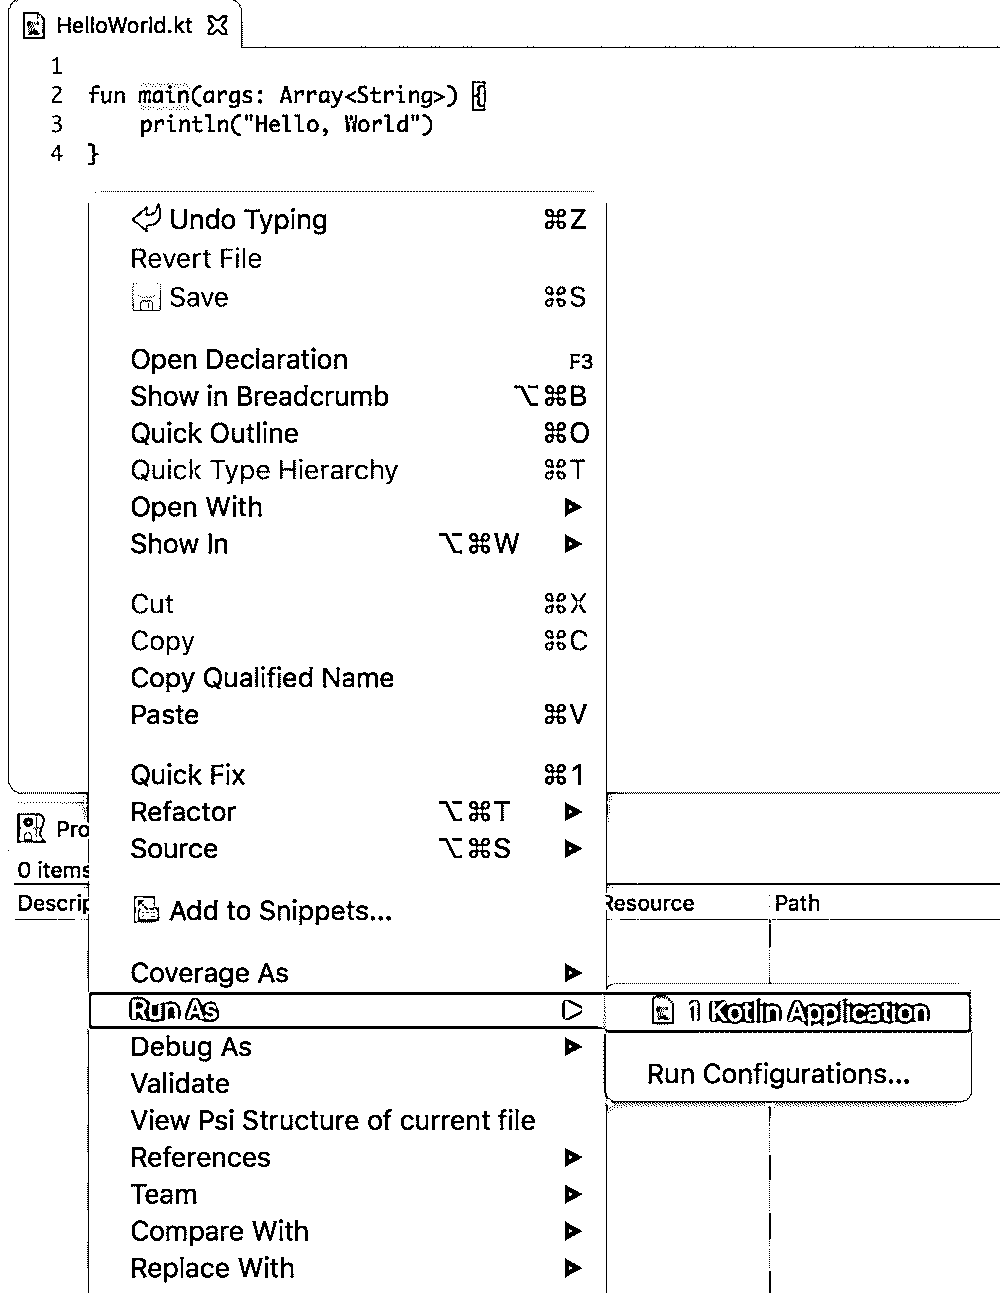 HelloWorld.kt
1
2 fun main(args: Array<String>) {
3 println("Hello, World")
4 }
Undo Typing ⌘Z
Revert File
Save ⌘S
Open Declaration F3
Show in Breadcrumb ⌥⌘B
Quick Outline ⌘O
Quick Type Hierarchy ⌘T
Open With
Show In ⌥⌘W
Cut ⌘X
Copy ⌘C
Copy Qualified Name
Paste ⌘V
Quick Fix ⌘1
Refactor ⌥⌘T
Source ⌥⌘S
Pro
0 items
Descrip Resource Path
Add to Snippets...
Coverage As
Run As 1 Kotlin Application
Debug As
Run Configurations...
Validate
View Psi Structure of current file
References
Team
Compare With
Replace With